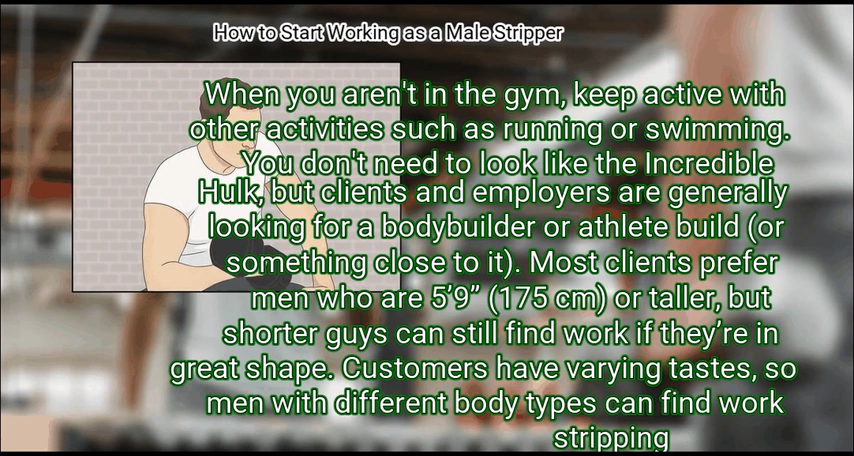 How to Start Working as a Male Stripper
When you aren't in the gym, keep active with
other activities such as running or swimming.
You don't need to look like the Incredible
Hulk, but clients and employers are generally
looking for a bodybuilder or athlete build (or
something close to it). Most clients prefer
men who are 5’9” (175 cm) or taller, but
shorter guys can still find work if they’re in
great shape. Customers have varying tastes, so
men with different body types can find work
stripping